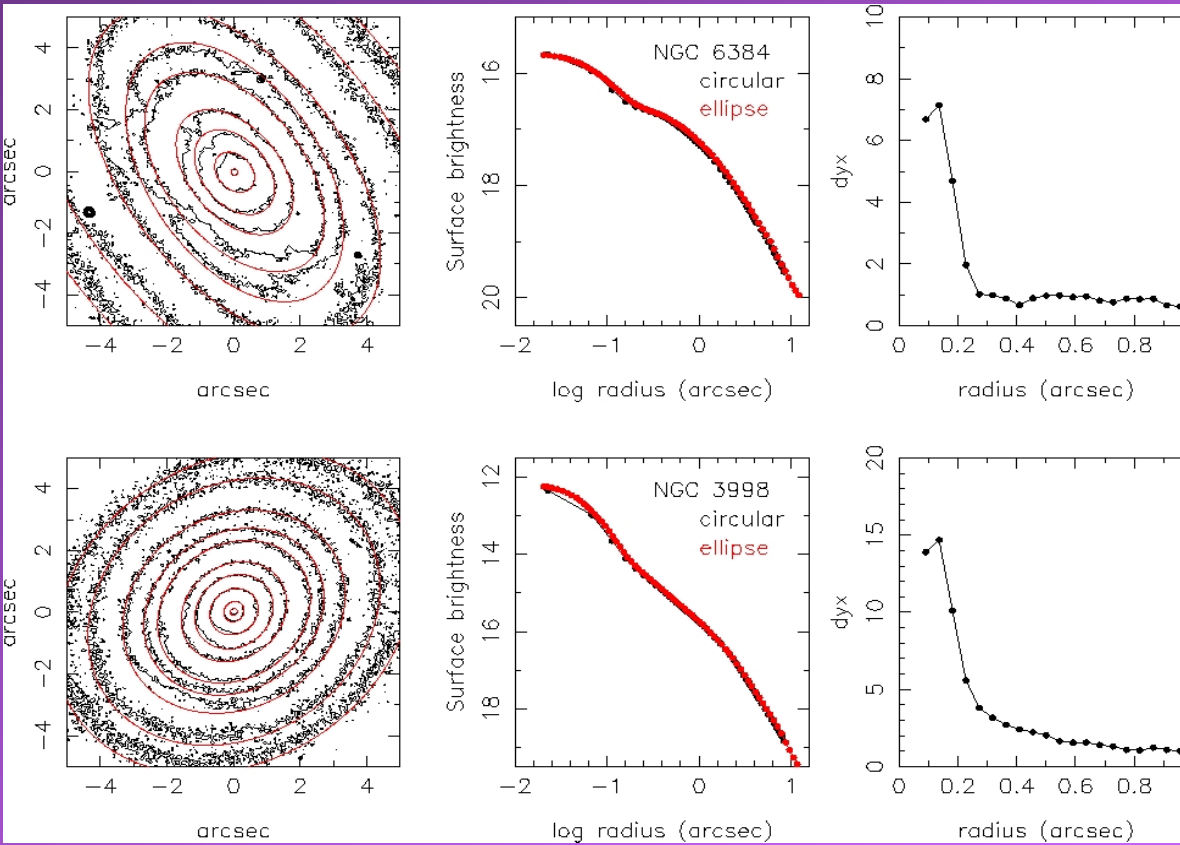 4
2
0
−2
−4
arcsec
−4 −2 0 2 4
arcsec
16
18
20
Surface brightness
NGC 6384
circular
ellipse
−2 −1 0 1
log radius (arcsec)
10
8
6
4
2
0
dyx
0 0.2 0.4 0.6 0.8
radius (arcsec)
4
2
0
−2
−4
arcsec
−4 −2 0 2 4
arcsec
12
14
16
18
Surface brightness
NGC 3998
circular
ellipse
−2 −1 0 1
log radius (arcsec)
20
15
10
5
0
dyx
0 0.2 0.4 0.6 0.8
radius (arcsec)